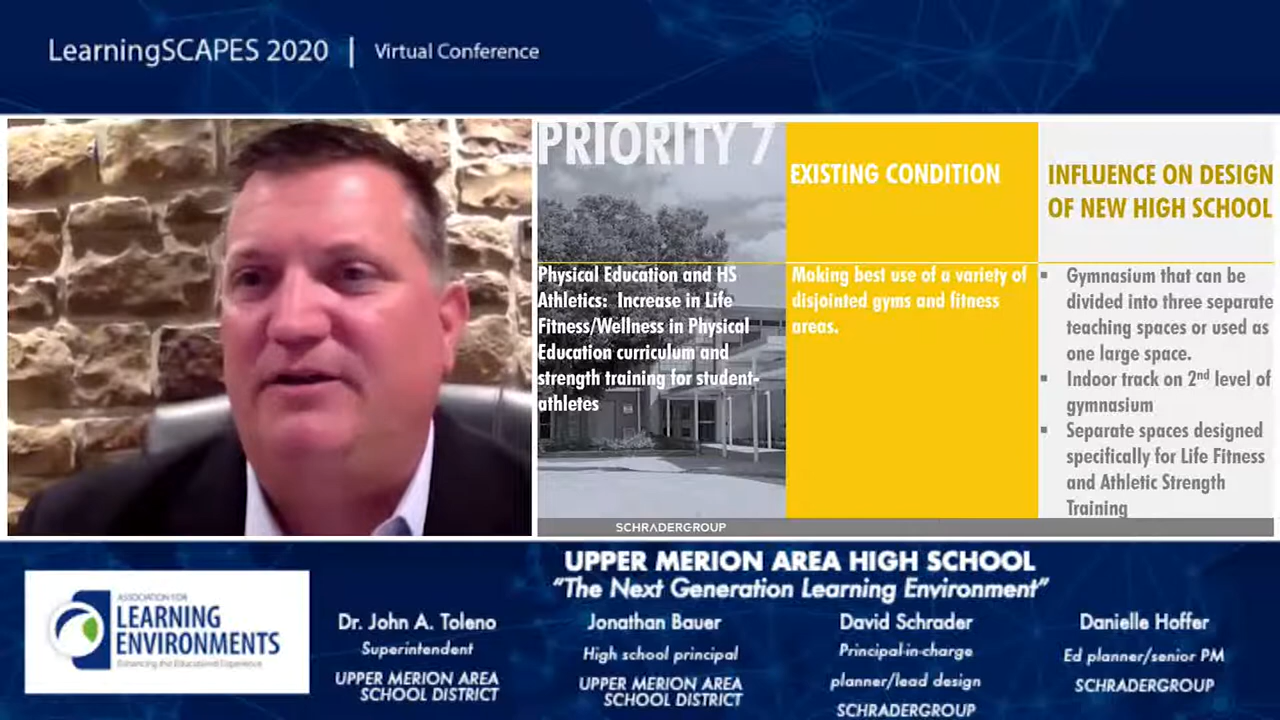 LearningSCAPES 2020 | Virtual Conference
PRIORITY 7
Physical Education and HS
Athletics: Increase in Life
Fitness/Wellness in Physical
Education curriculum and
strength training for student-
athletes
EXISTING CONDITION
Making best use of a variety of
disjointed gyms and fitness
areas.
INFLUENCE ON DESIGN
OF NEW HIGH SCHOOL
▪ Gymnasium that can be
divided into three separate
teaching spaces or used as
one large space.
▪ Indoor track on 2nd level of
gymnasium
▪ Separate spaces designed
specifically for Life Fitness
and Athletic Strength
Training
SCHRADERGROUP
ASSOCIATION FOR
LEARNING
ENVIRONMENTS
Enhancing the Educational Experience
UPPER MERION AREA HIGH SCHOOL
“The Next Generation Learning Environment”
Dr. John A. Toleno
Superintendent
UPPER MERION AREA
SCHOOL DISTRICT
Jonathan Bauer
High school principal
UPPER MERION AREA
SCHOOL DISTRICT
David Schrader
Principal-in-charge
planner/lead design
SCHRADERGROUP
Danielle Hoffer
Ed planner/senior PM
SCHRADERGROUP